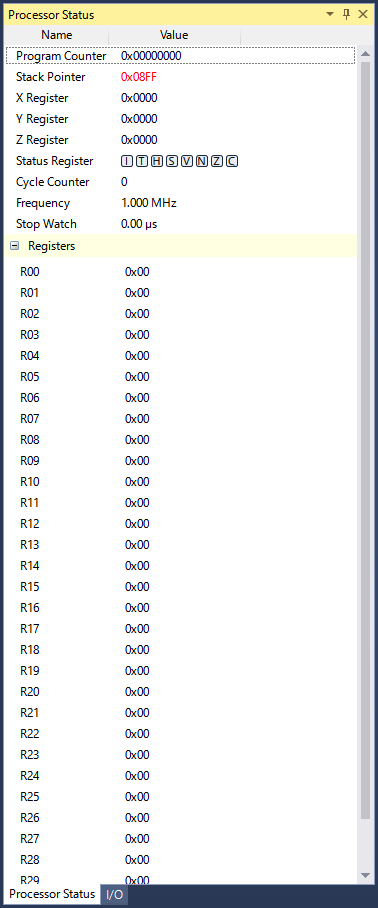 Processor Status
Name Value
Program Counter 0x00000000
Stack Pointer 0x08FF
X Register 0x0000
Y Register 0x0000
Z Register 0x0000
Status Register I T H S V N Z C
Cycle Counter 0
Frequency 1.000 MHz
Stop Watch 0.00 µs
Registers
R00 0x00
R01 0x00
R02 0x00
R03 0x00
R04 0x00
R05 0x00
R06 0x00
R07 0x00
R08 0x00
R09 0x00
R10 0x00
R11 0x00
R12 0x00
R13 0x00
R14 0x00
R15 0x00
R16 0x00
R17 0x00
R18 0x00
R19 0x00
R20 0x00
R21 0x00
R22 0x00
R23 0x00
R24 0x00
R25 0x00
R26 0x00
R27 0x00
R28 0x00
R29 0x00
Processor Status I/O